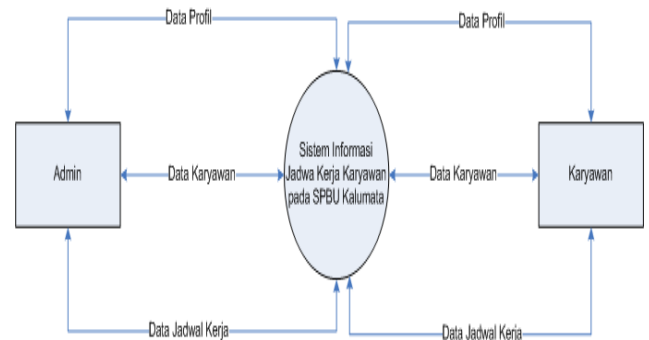 Data Profil
Data Profil
Admin
Data Karyawan
Sistem Informasi
Jadwa Kerja Karyawan
pada SPBU Kalumata
Data Karyawan
Karyawan
Data Jadwal Kerja
Data Jadwal Kerja